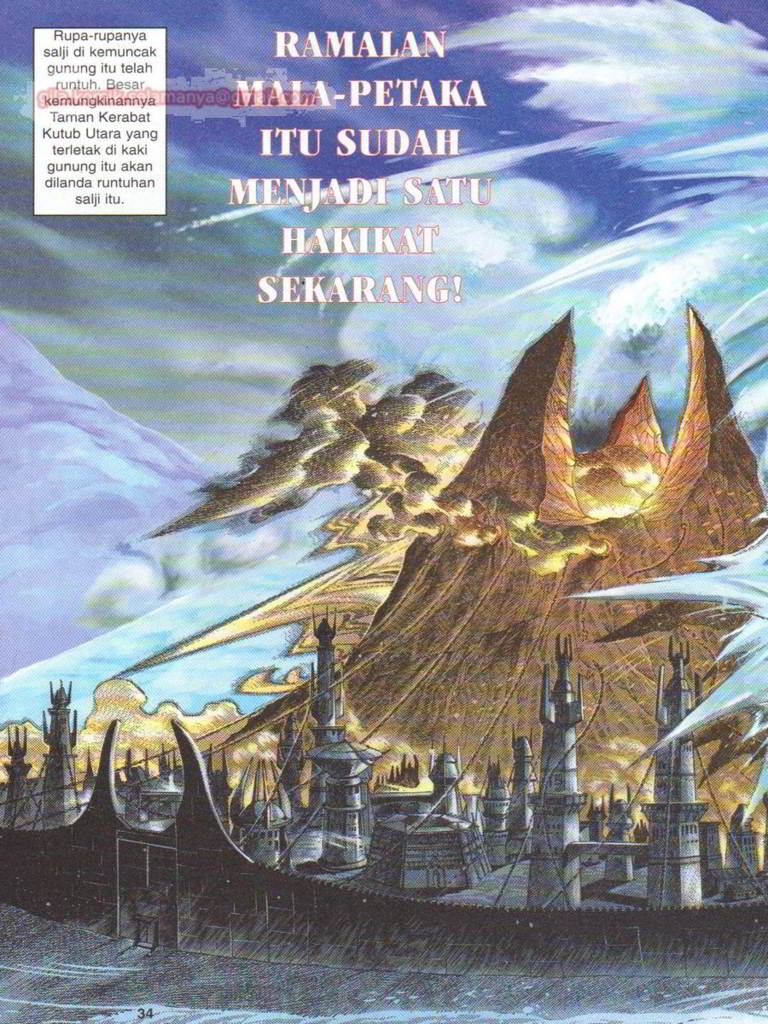 Rupa-rupanya
salji di kemuncak
gunung itu telah
runtuh. Besar
kemungkinannya
Taman Kerabat
Kutub Utara yang
terletak di kaki
gunung itu akan
dilanda runtuhan
salji itu.
RAMALAN
MALA-PETAKA
ITU SUDAH
MENJADI SATU
HAKIKAT
SEKARANG!
34